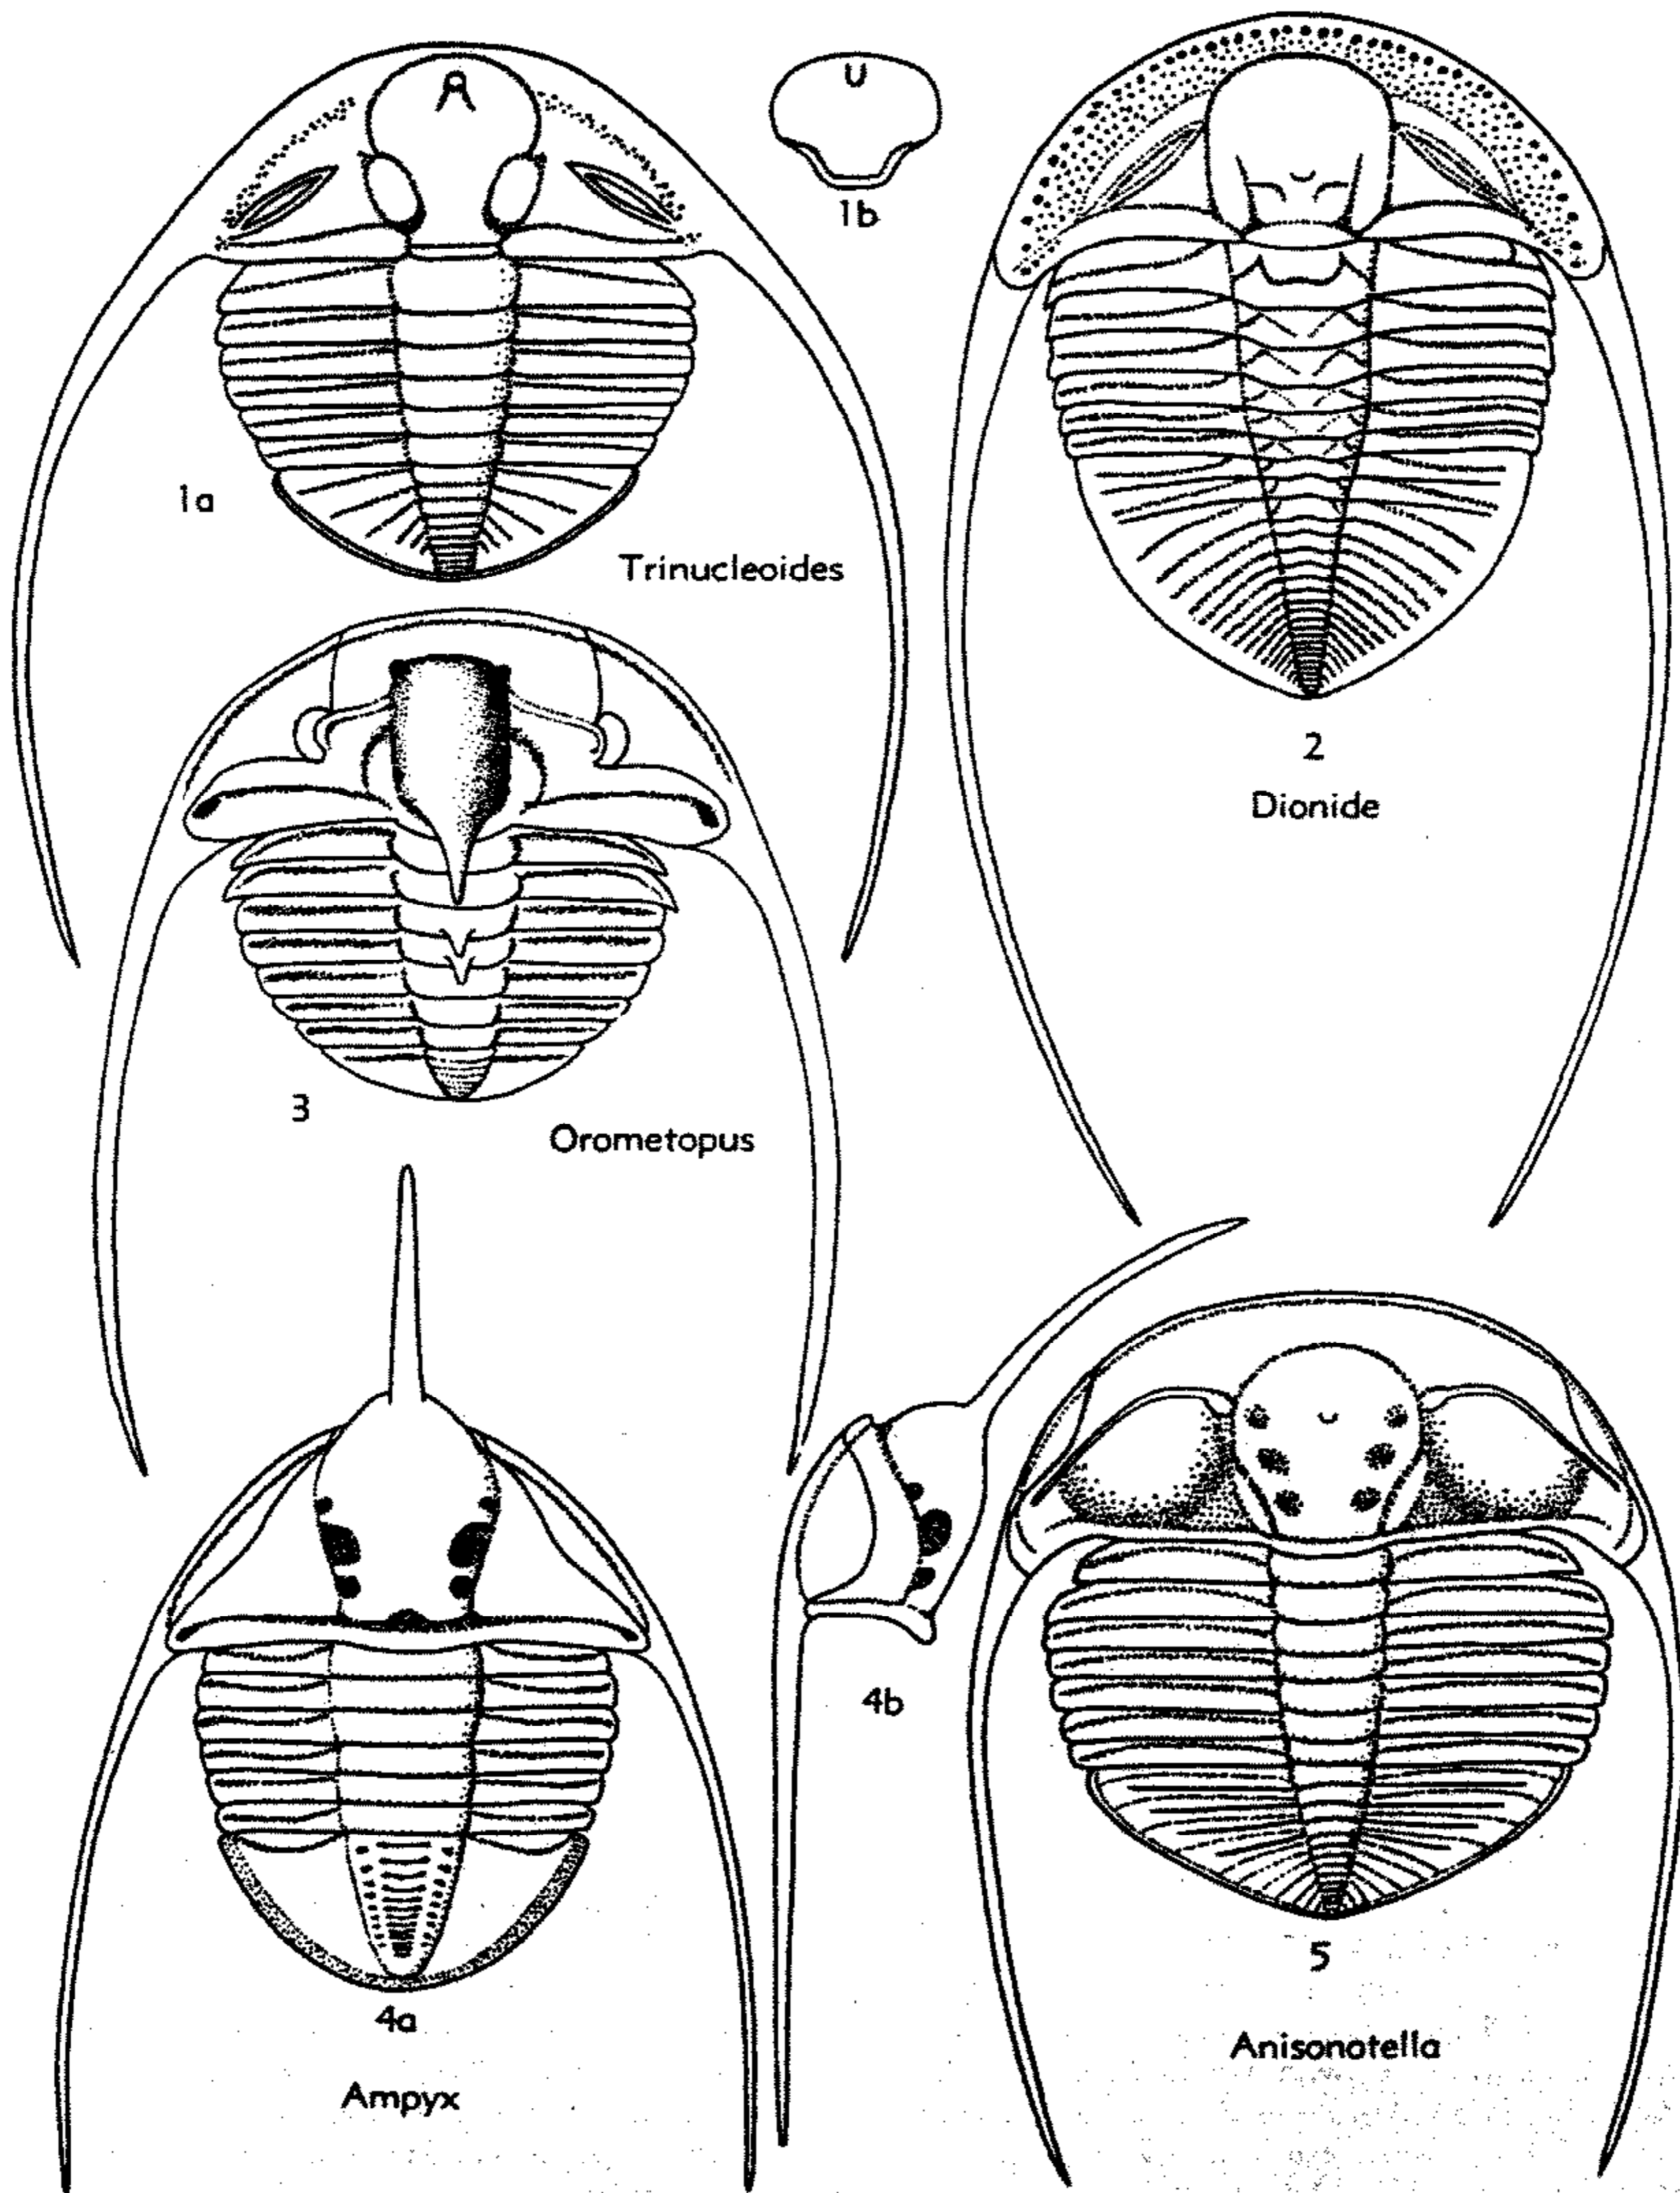 1b
1a
Trinucleoides
2
Dionide
3
Orometopus
4b
5
4a
Anisonotella
Ampyx